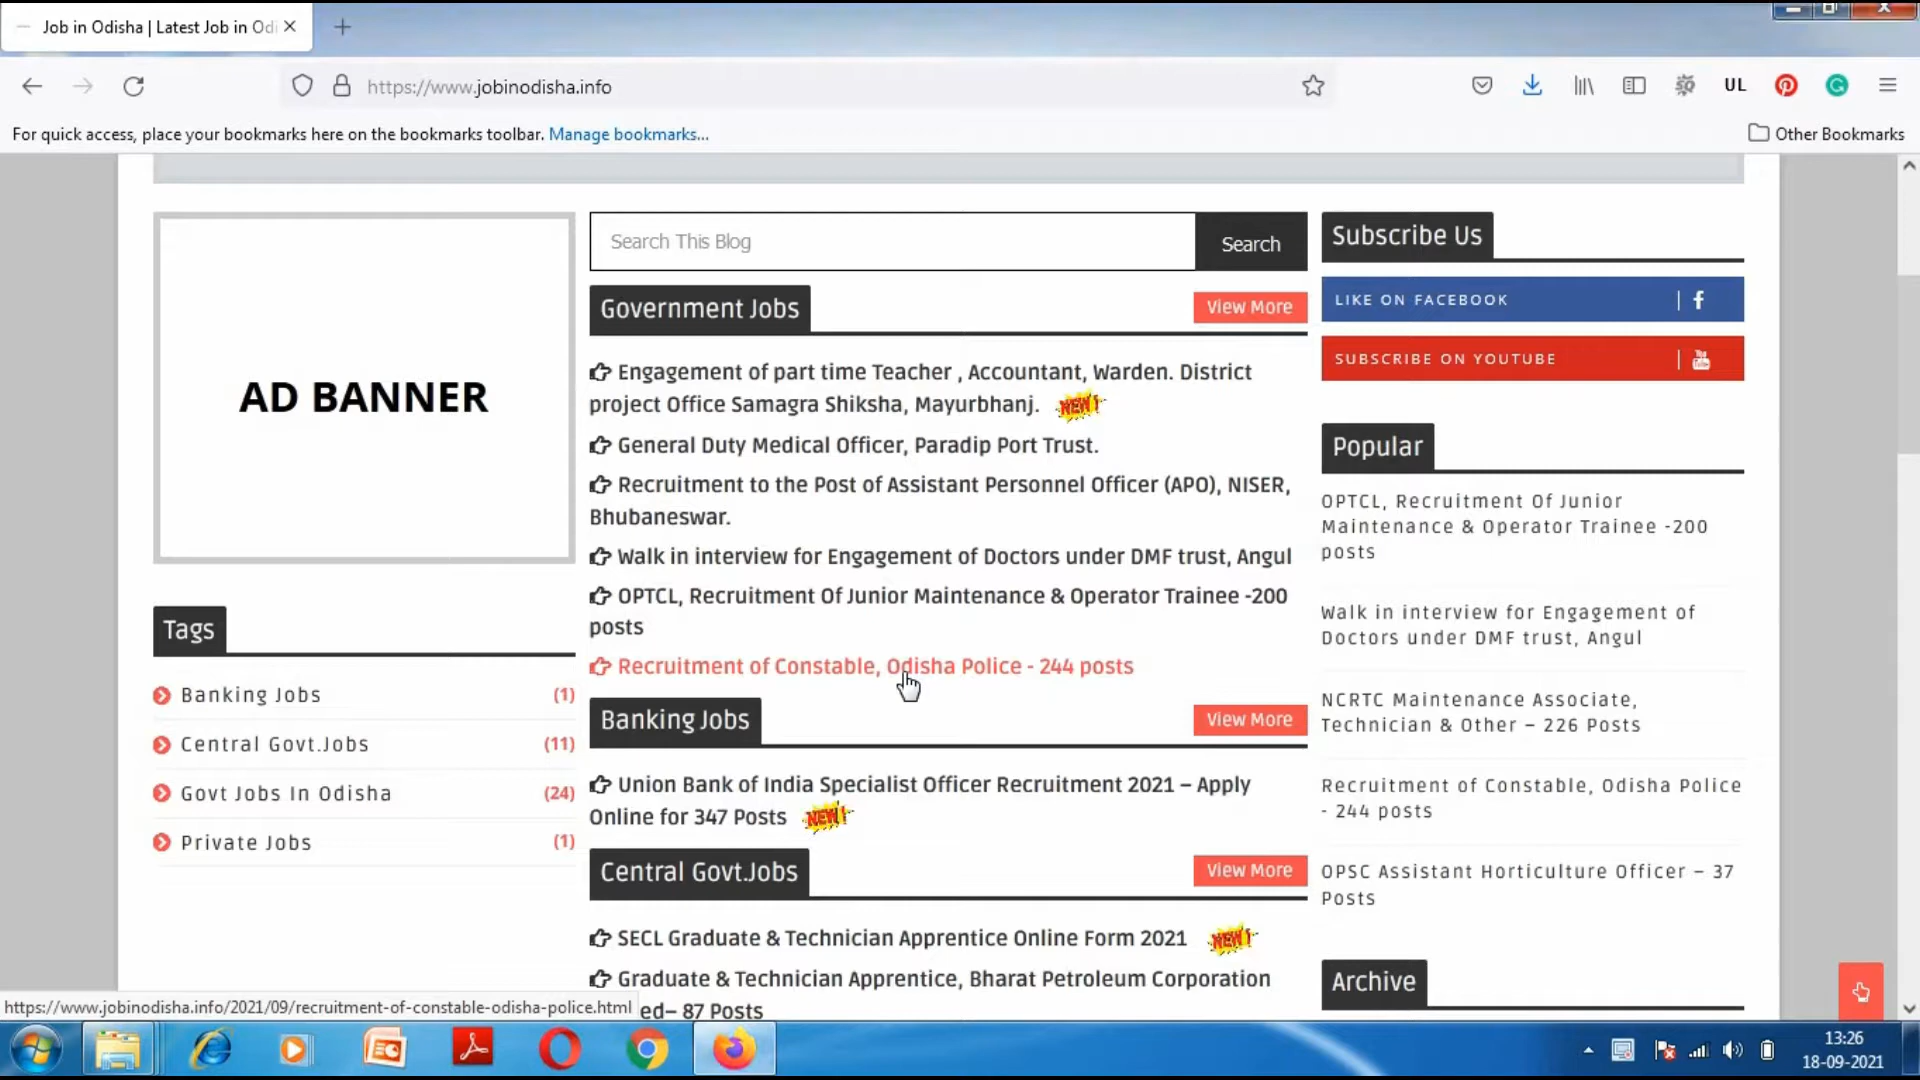 Job in Odisha | Latest Job in Odi
https://www.jobinodisha.info
UL
For quick access, place your bookmarks here on the bookmarks toolbar. Manage bookmarks...
Other Bookmarks
AD BANNER
Tags
Banking Jobs (1)
Central Govt.Jobs (11)
Govt Jobs In Odisha (24)
Private Jobs (1)
Search This Blog
Search
Government Jobs
View More
Engagement of part time Teacher , Accountant, Warden. District
project Office Samagra Shiksha, Mayurbhanj. NEW!
General Duty Medical Officer, Paradip Port Trust.
Recruitment to the Post of Assistant Personnel Officer (APO), NISER,
Bhubaneswar.
Walk in interview for Engagement of Doctors under DMF trust, Angul
OPTCL, Recruitment Of Junior Maintenance & Operator Trainee -200
posts
Recruitment of Constable, Odisha Police - 244 posts
Banking Jobs
View More
Union Bank of India Specialist Officer Recruitment 2021 – Apply
Online for 347 Posts NEW!
Central Govt.Jobs
View More
SECL Graduate & Technician Apprentice Online Form 2021 NEW!
Graduate & Technician Apprentice, Bharat Petroleum Corporation
ed– 87 Posts
Subscribe Us
LIKE ON FACEBOOK
SUBSCRIBE ON YOUTUBE
Popular
OPTCL, Recruitment Of Junior
Maintenance & Operator Trainee -200
posts
Walk in interview for Engagement of
Doctors under DMF trust, Angul
NCRTC Maintenance Associate,
Technician & Other – 226 Posts
Recruitment of Constable, Odisha Police
- 244 posts
OPSC Assistant Horticulture Officer – 37
Posts
Archive
https://www.jobinodisha.info/2021/09/recruitment-of-constable-odisha-police.html
13:26
18-09-2021